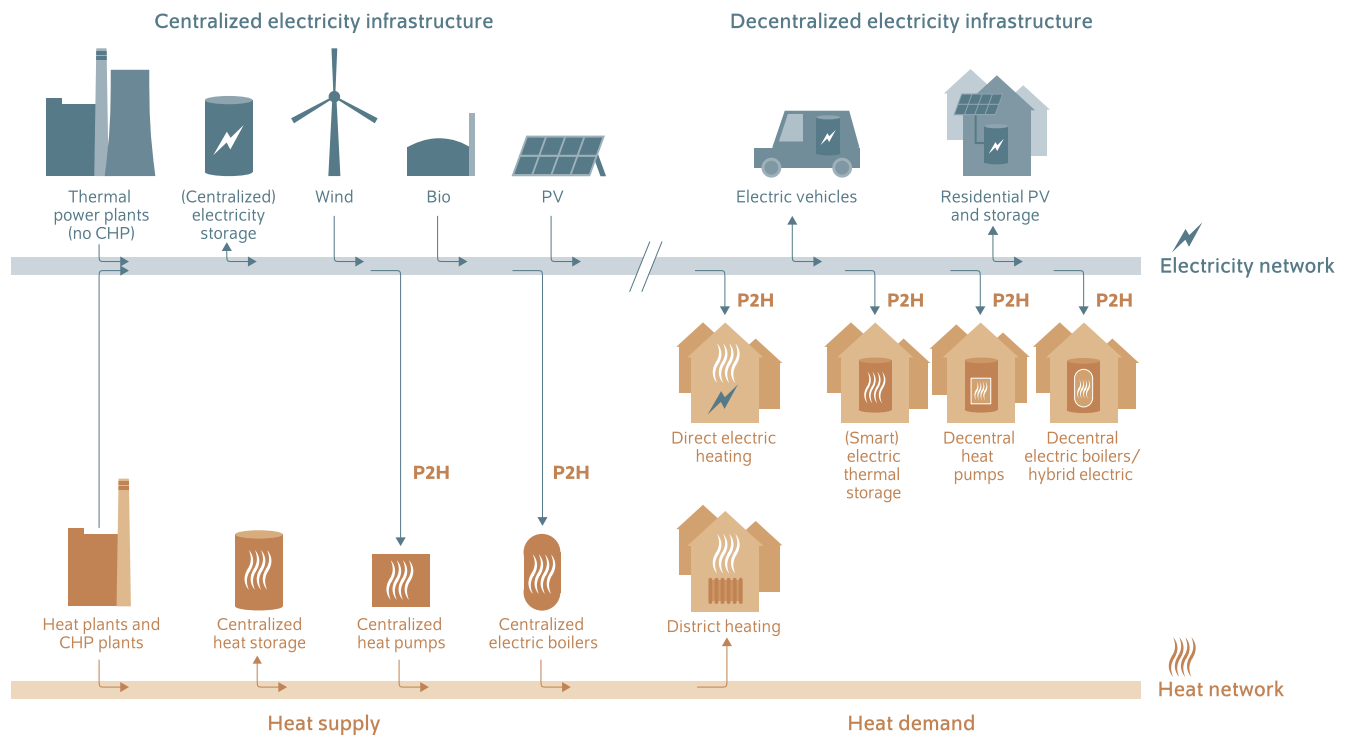 Centralized electricity infrastructure
Decentralized electricity infrastructure
Thermal
power plants
(no CHP)
(Centralized)
electricity
storage
Wind
Bio
PV
Electric vehicles
Residential PV
and storage
Electricity network
P2H
P2H
P2H
P2H
Direct electric
heating
(Smart)
electric
thermal
storage
Decentral
heat
pumps
Decentral
electric boilers/
hybrid electric
P2H
P2H
Heat plants and
CHP plants
Centralized
heat storage
Centralized
heat pumps
Centralized
electric boilers
District heating
Heat network
Heat supply
Heat demand